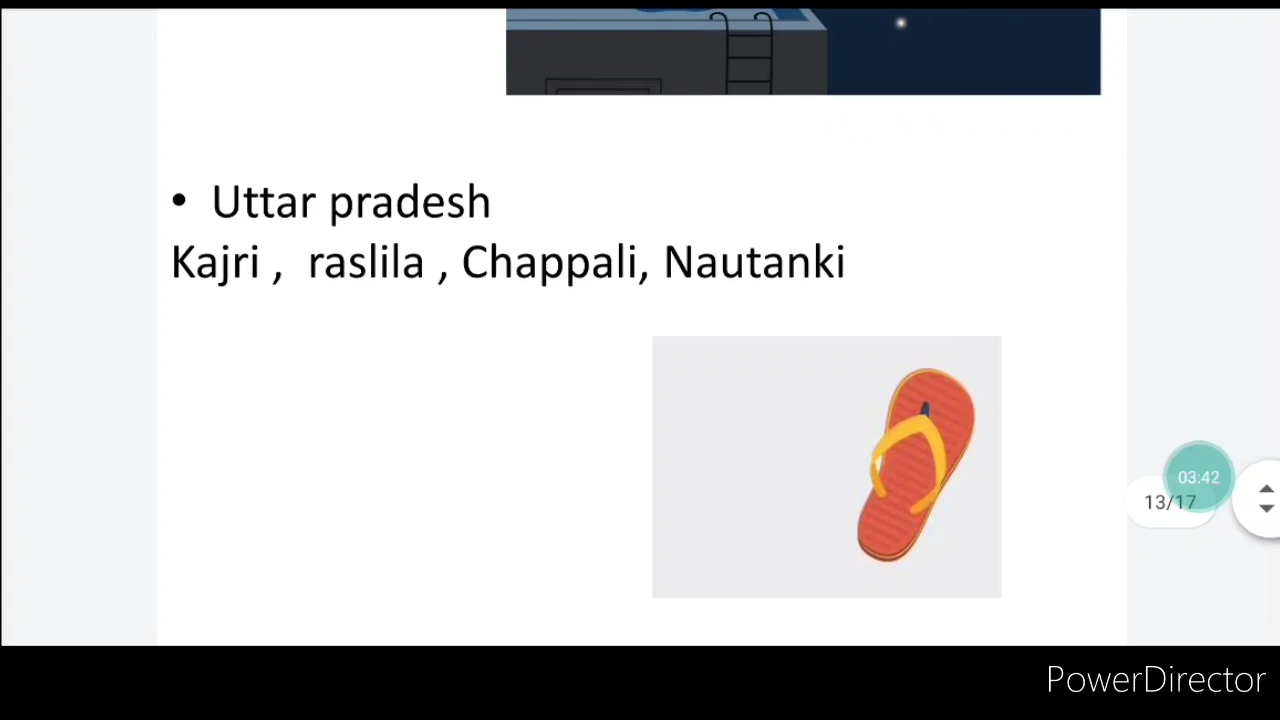 • Uttar pradesh
Kajri ,  raslila , Chappali, Nautanki
03:42
13/17
PowerDirector